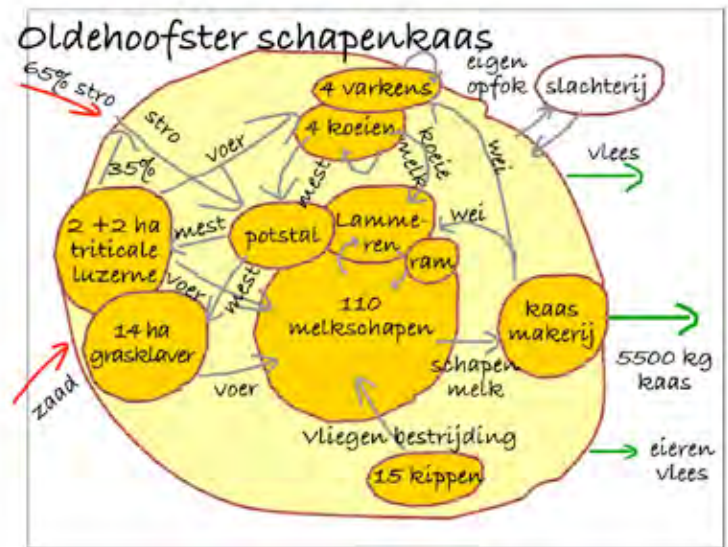 Oldehoofster schapenkaas
65% stro
stro
35%
voer
4 varkens
4 koeien
eigen
opfok
slachterij
vlees
wei
koeie
melk
mest
2 + 2 ha
triticale
luzerne
mest
potstal
Lamme-
ren
wei
ram
voer
mest
14 ha
grasklaver
110
melkschapen
kaas
makerij
5500 kg
kaas
schapen
melk
zaad
voer
vliegen bestrijding
15 kippen
eieren
vlees